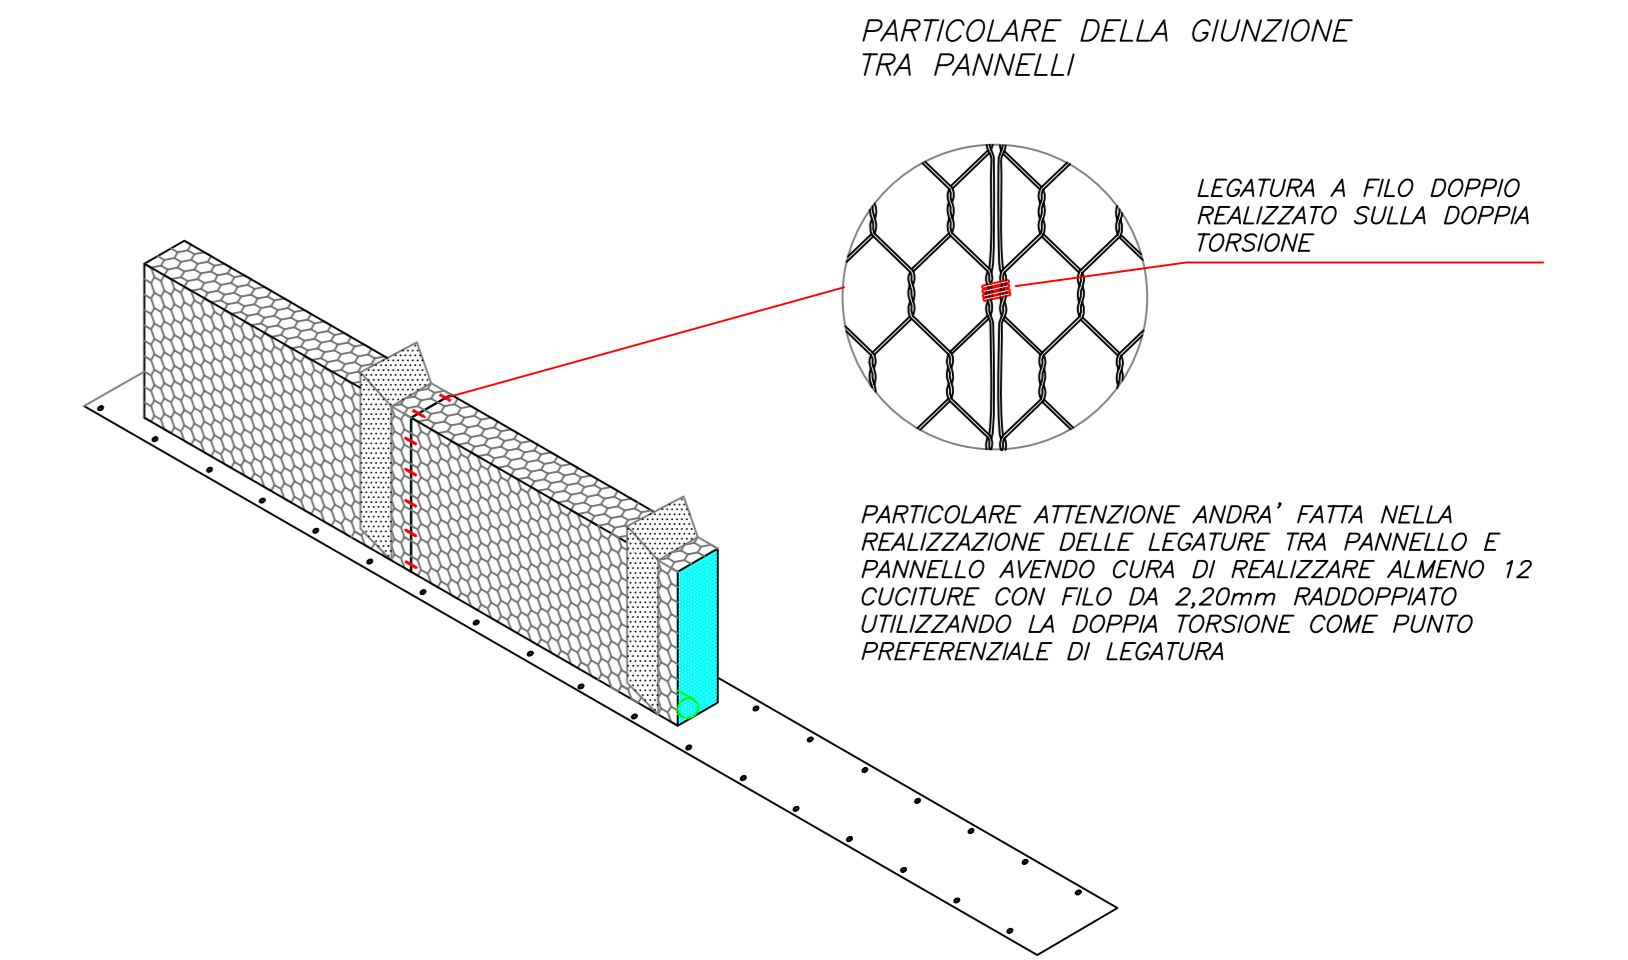 PARTICOLARE DELLA GIUNZIONE
TRA PANNELLI
LEGATURA A FILO DOPPIO
REALIZZATO SULLA DOPPIA
TORSIONE
PARTICOLARE ATTENZIONE ANDRA' FATTA NELLA
REALIZZAZIONE DELLE LEGATURE TRA PANNELLO E
PANNELLO AVENDO CURA DI REALIZZARE ALMENO 12
CUCITURE CON FILO DA 2,20mm RADDOPPIATO
UTILIZZANDO LA DOPPIA TORSIONE COME PUNTO
PREFERENZIALE DI LEGATURA